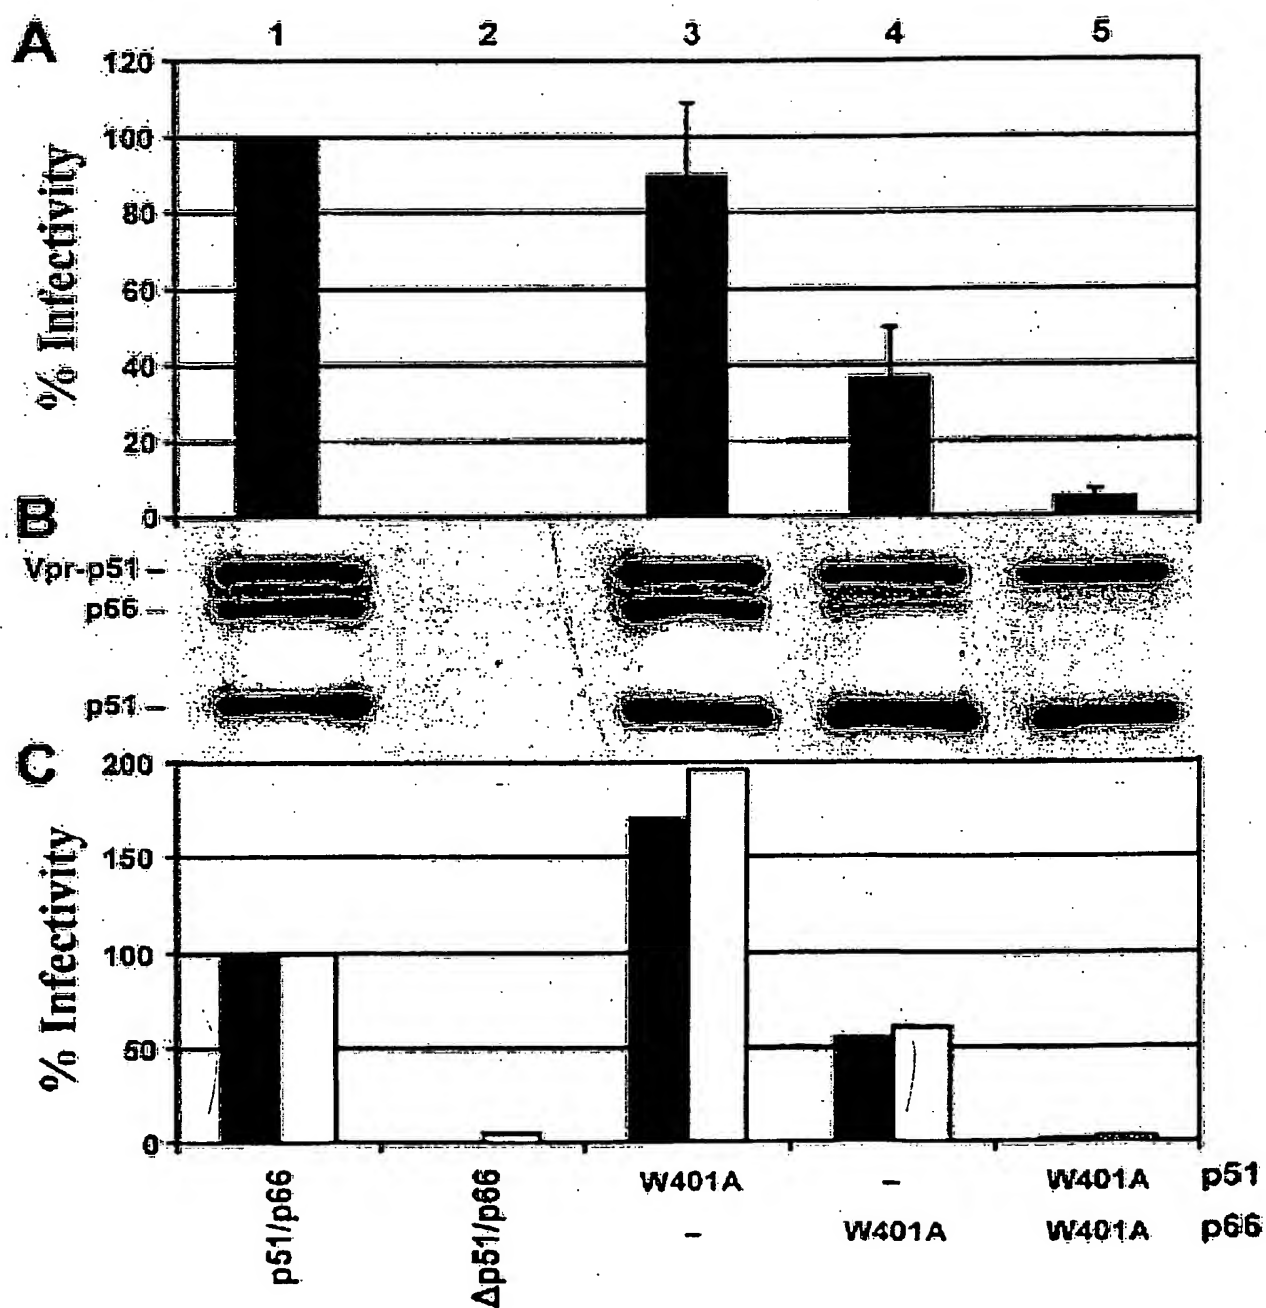 A
1 2 3 4 5
120
100
80
60
40
20
0
% Infectivity
B
Vpr-p51 –
p66 –
p51 –
C
200
150
100
50
0
% Infectivity
p51/p66
Δp51/p66
W401A – W401A p51
– W401A W401A p66